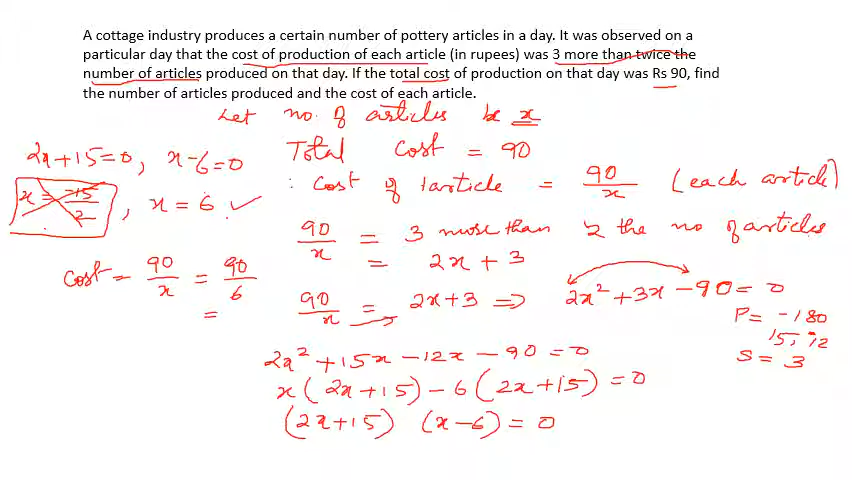 A cottage industry produces a certain number of pottery articles in a day. It was observed on a
particular day that the cost of production of each article (in rupees) was 3 more than twice the
number of articles produced on that day. If the total cost of production on that day was Rs 90, find
the number of articles produced and the cost of each article.
Let no. of articles be x
Total cost = 90
∴ cost of 1 article = 90/x (each article)
90/x = 3 more than 2 the no of articles
= 2x + 3
90/x = 2x+3 ⇒ 2x² + 3x - 90 = 0
P = -180
15, -12
S = 3
2x² + 15x - 12x - 90 = 0
x(2x+15) - 6(2x+15) = 0
(2x+15) (x-6) = 0
2x+15=0, x-6=0
x = -15/2, x = 6 ✓
cost = 90/x = 90/6
=